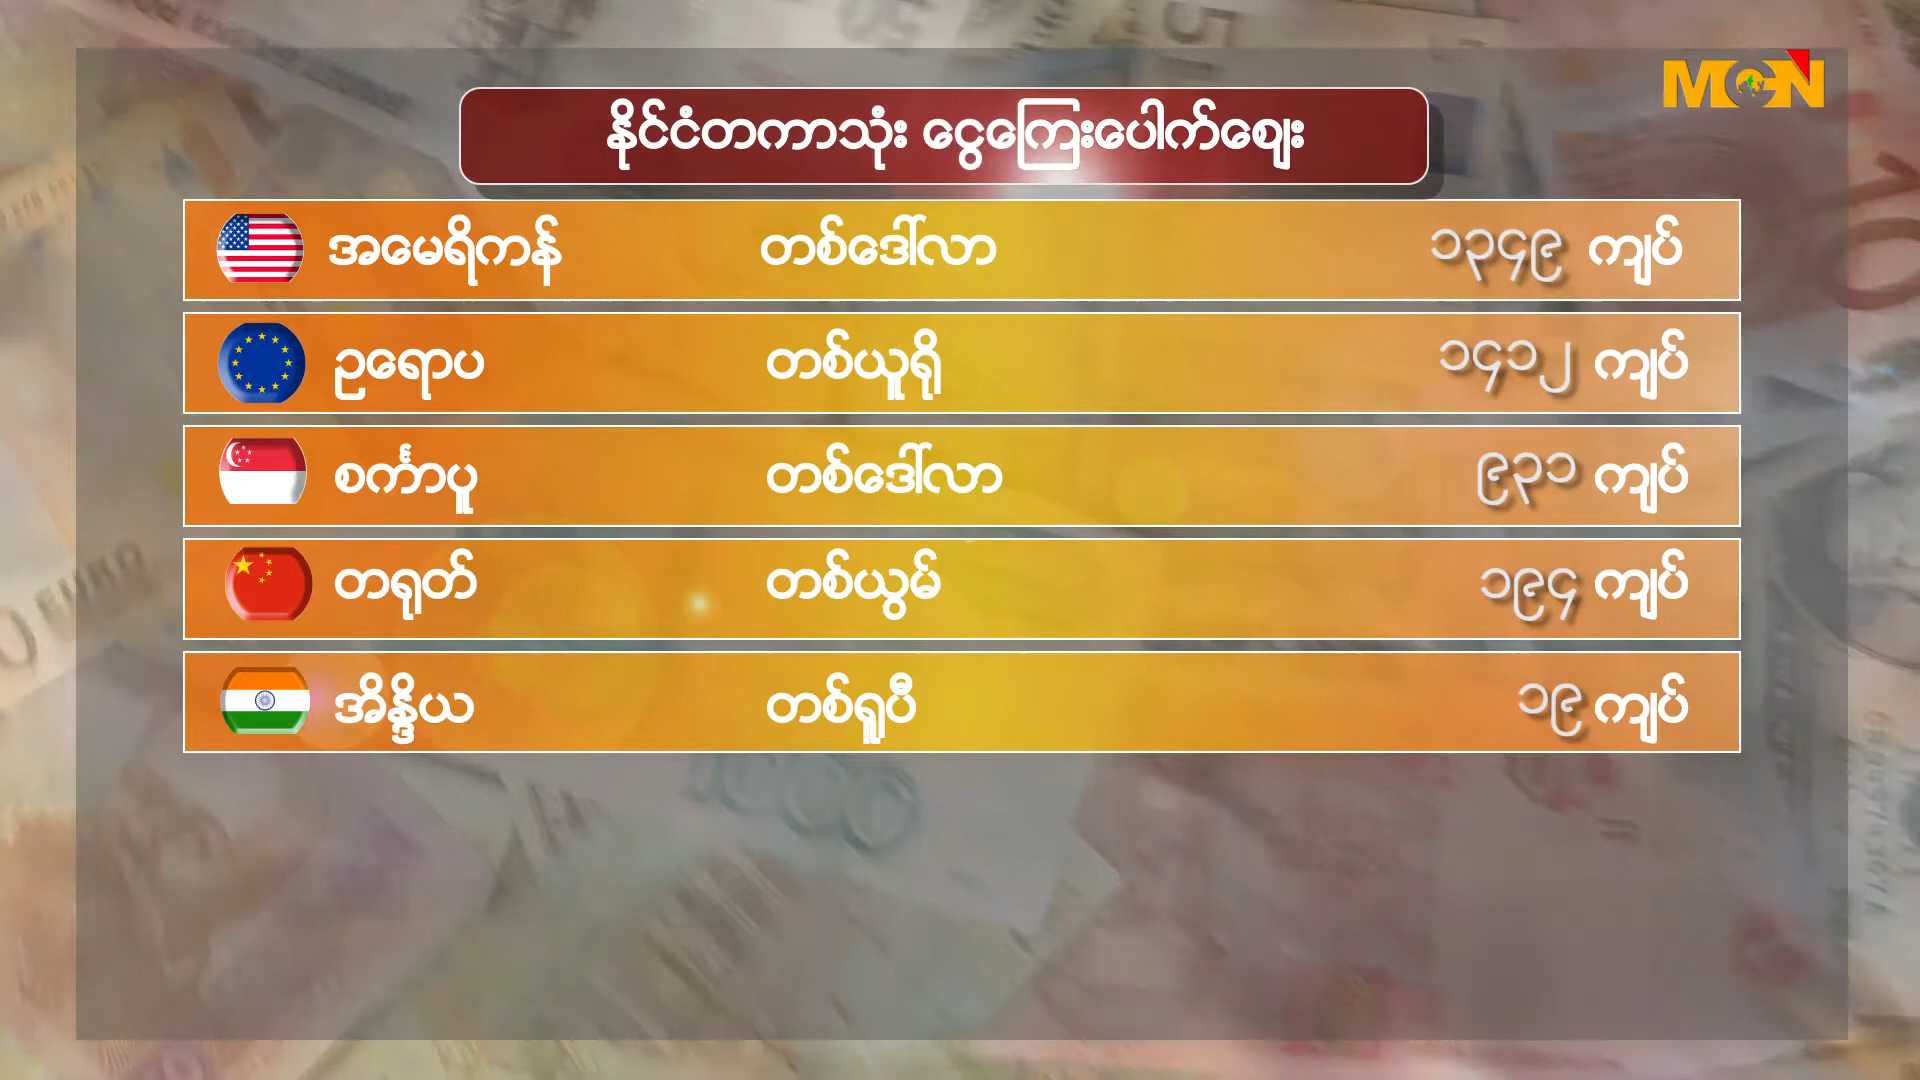 MCN
နိုင်ငံတကာသုံး ငွေကြေးပေါက်ဈေး
အမေရိကန် တစ်ဒေါ်လာ ၁၃၄၉ ကျပ်
ဥရောပ တစ်ယူရို ၁၄၁၂ ကျပ်
စင်္ကာပူ တစ်ဒေါ်လာ ၉၃၁ ကျပ်
တရုတ် တစ်ယွမ် ၁၉၄ ကျပ်
အိန္ဒိယ တစ်ရူပီ ၁၉ ကျပ်